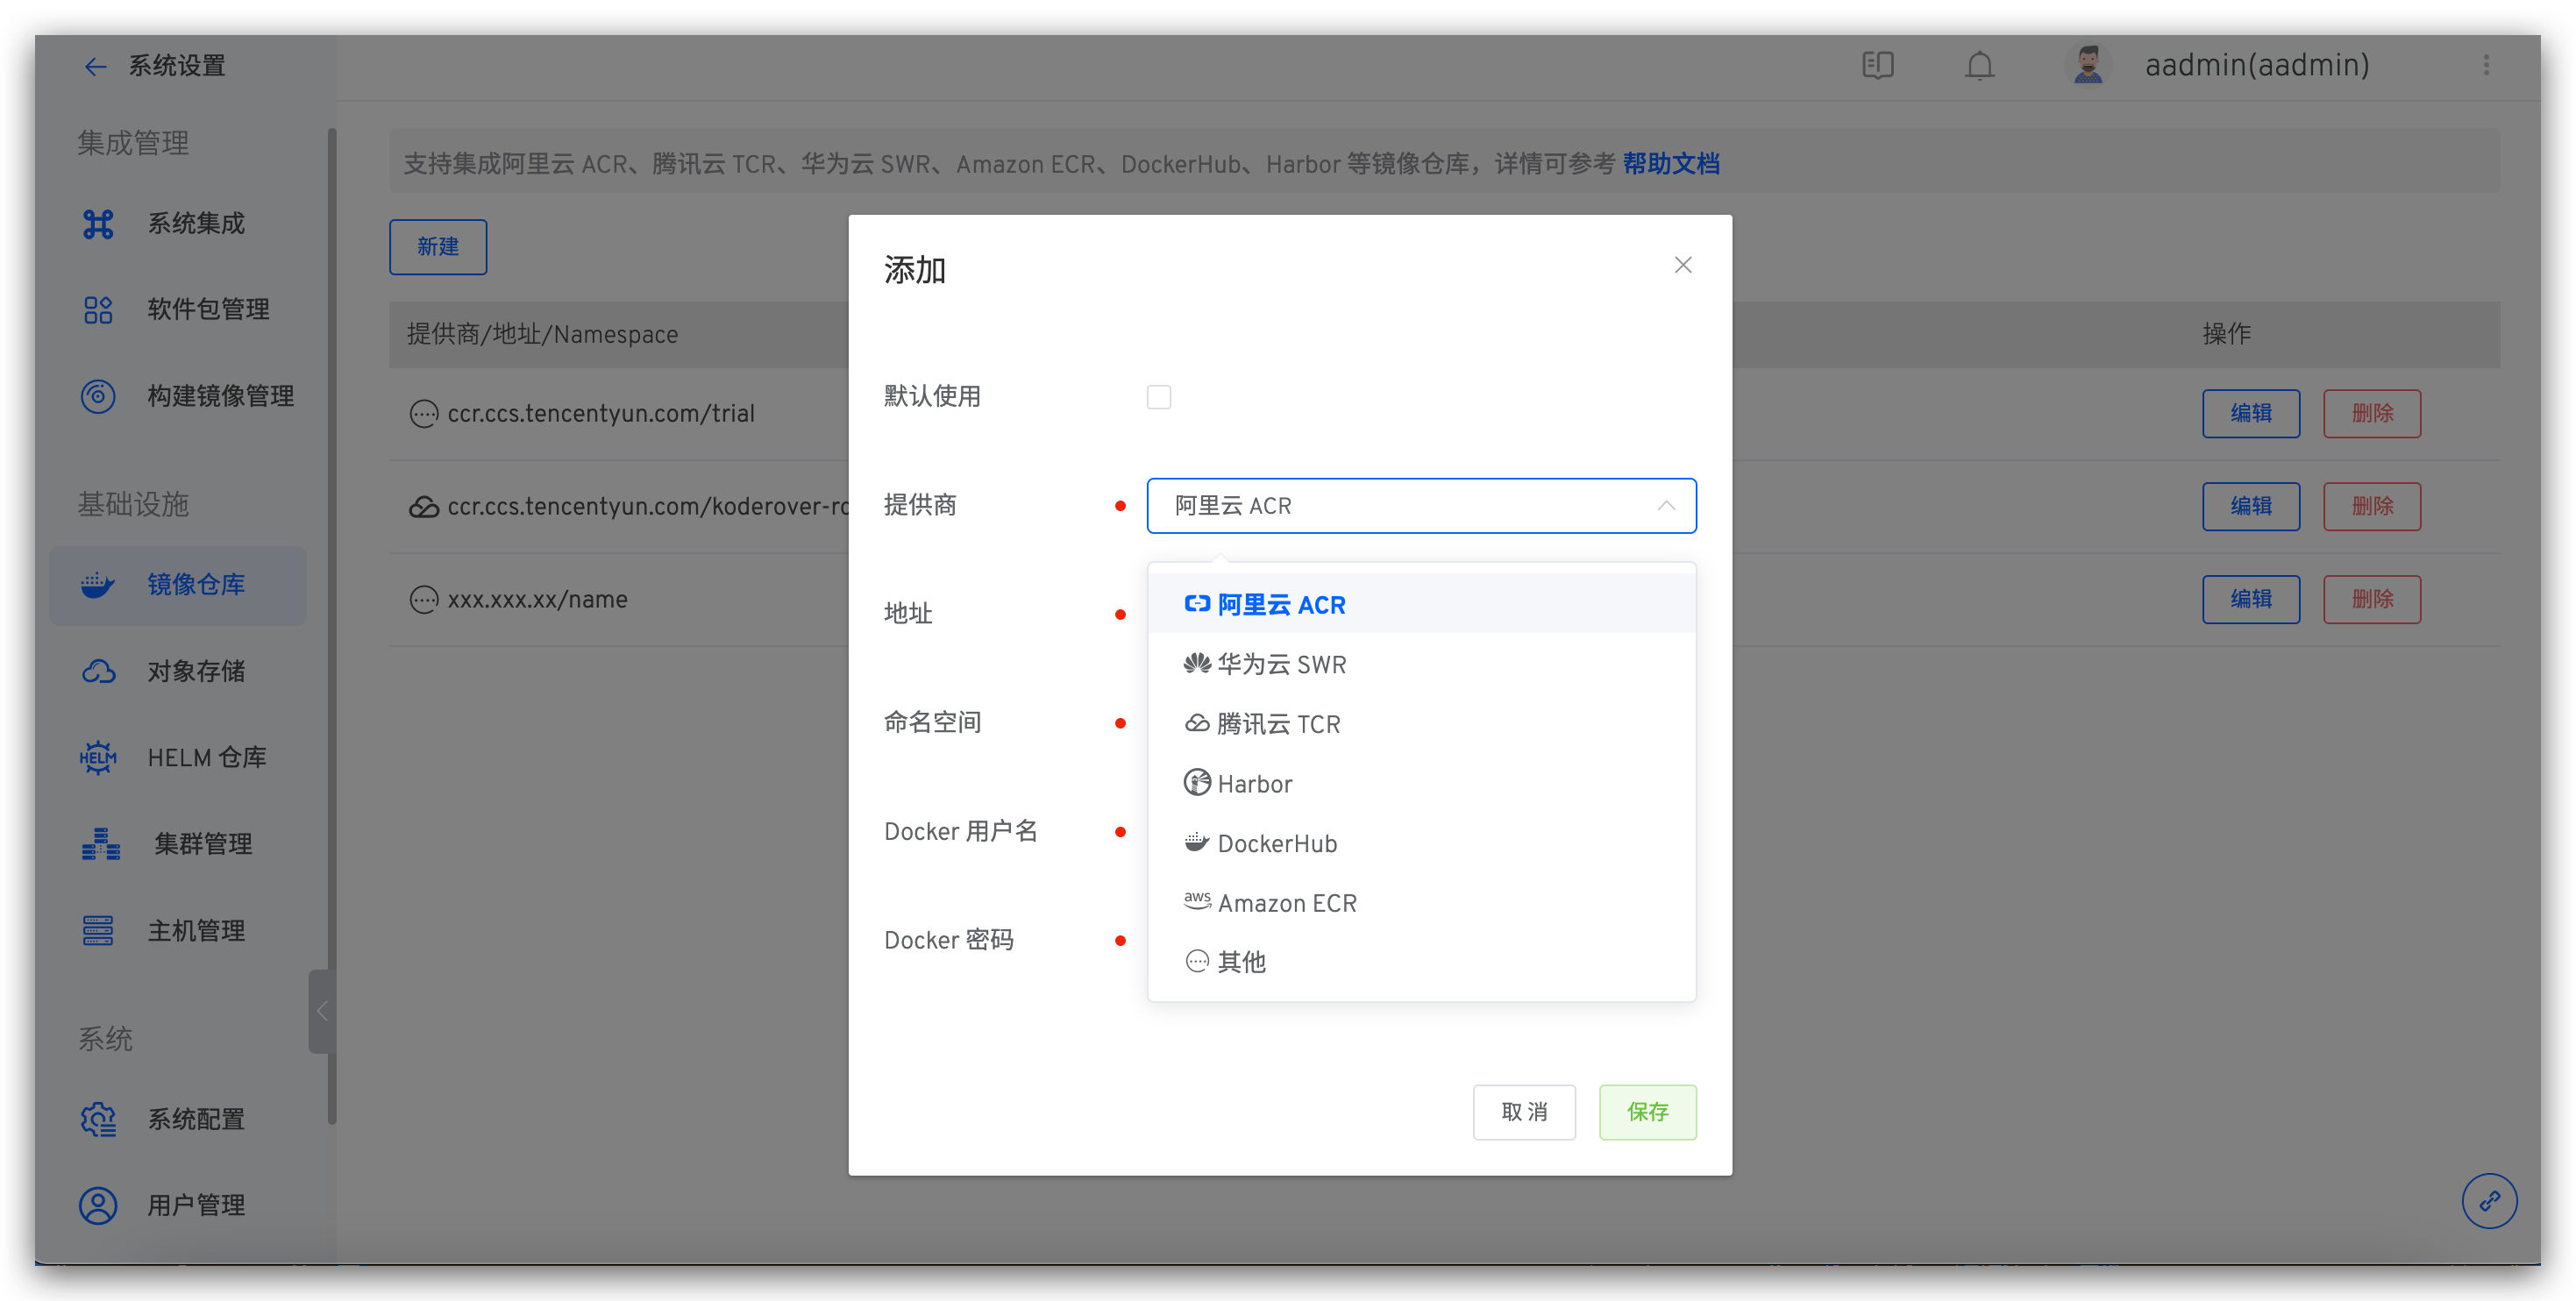 系统设置
aadmin(aadmin)
集成管理
系统集成
软件包管理
构建镜像管理
基础设施
镜像仓库
对象存储
HELM HELM 仓库
集群管理
主机管理
系统
系统配置
用户管理
支持集成阿里云 ACR、腾讯云 TCR、华为云 SWR、Amazon ECR、DockerHub、Harbor 等镜像仓库，详情可参考 帮助文档
新建
提供商/地址/Namespace
操作
ccr.ccs.tencentyun.com/trial
编辑 删除
ccr.ccs.tencentyun.com/koderover-rc
编辑 删除
xxx.xxx.xx/name
编辑 删除
添加
默认使用
提供商
阿里云 ACR
地址
命名空间
Docker 用户名
Docker 密码
阿里云 ACR
华为云 SWR
腾讯云 TCR
Harbor
DockerHub
aws Amazon ECR
其他
取消
保存